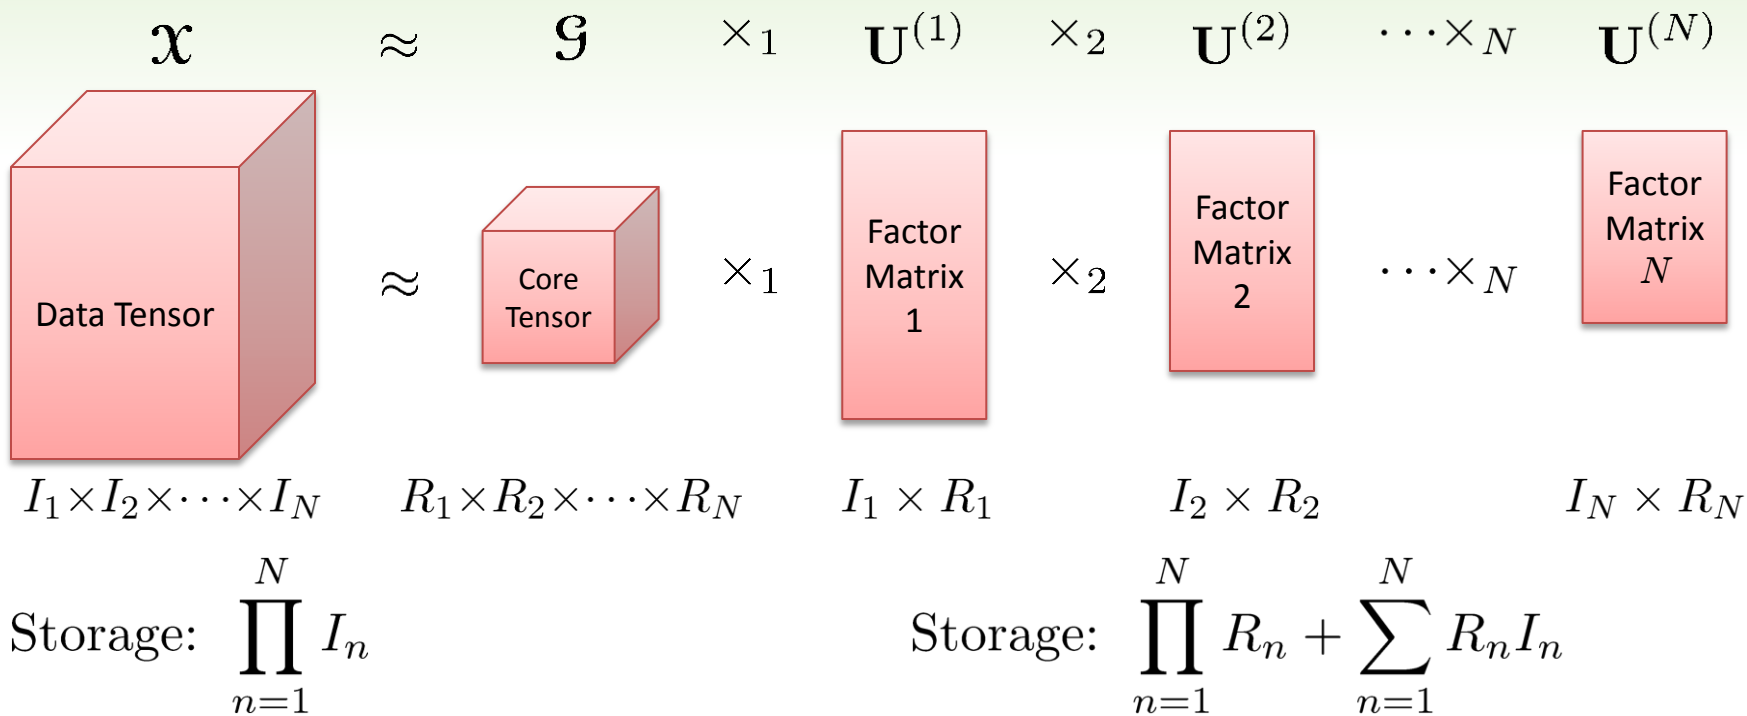 𝒳 ≈ 𝒢 ×₁ U⁽¹⁾ ×₂ U⁽²⁾ ⋯×_N U⁽ᴺ⁾
Data Tensor
≈
Core
Tensor
×₁
Factor
Matrix
1
×₂
Factor
Matrix
2
⋯×_N
Factor
Matrix
N
I₁×I₂×⋯×I_N
R₁×R₂×⋯×R_N
I₁ × R₁
I₂ × R₂
I_N × R_N
Storage: ∏_{n=1}^{N} I_n
Storage: ∏_{n=1}^{N} R_n + ∑_{n=1}^{N} R_n I_n